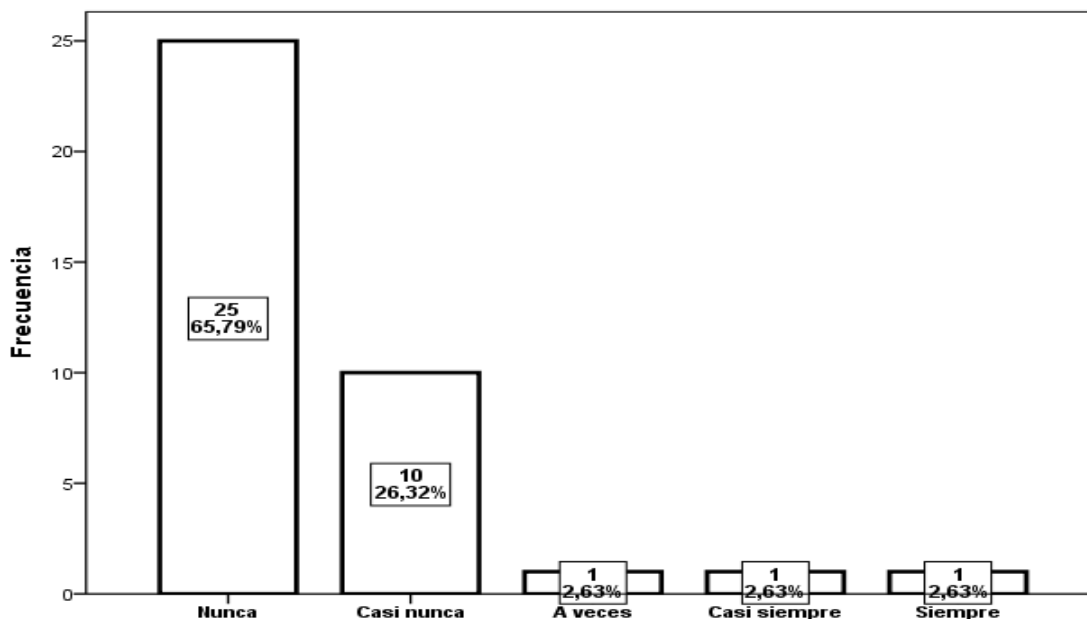 Frecuencia
25
20
15
10
5
0
25
65,79%
10
26,32%
1
2,63%
1
2,63%
1
2,63%
Nunca
Casi nunca
A veces
Casi siempre
Siempre